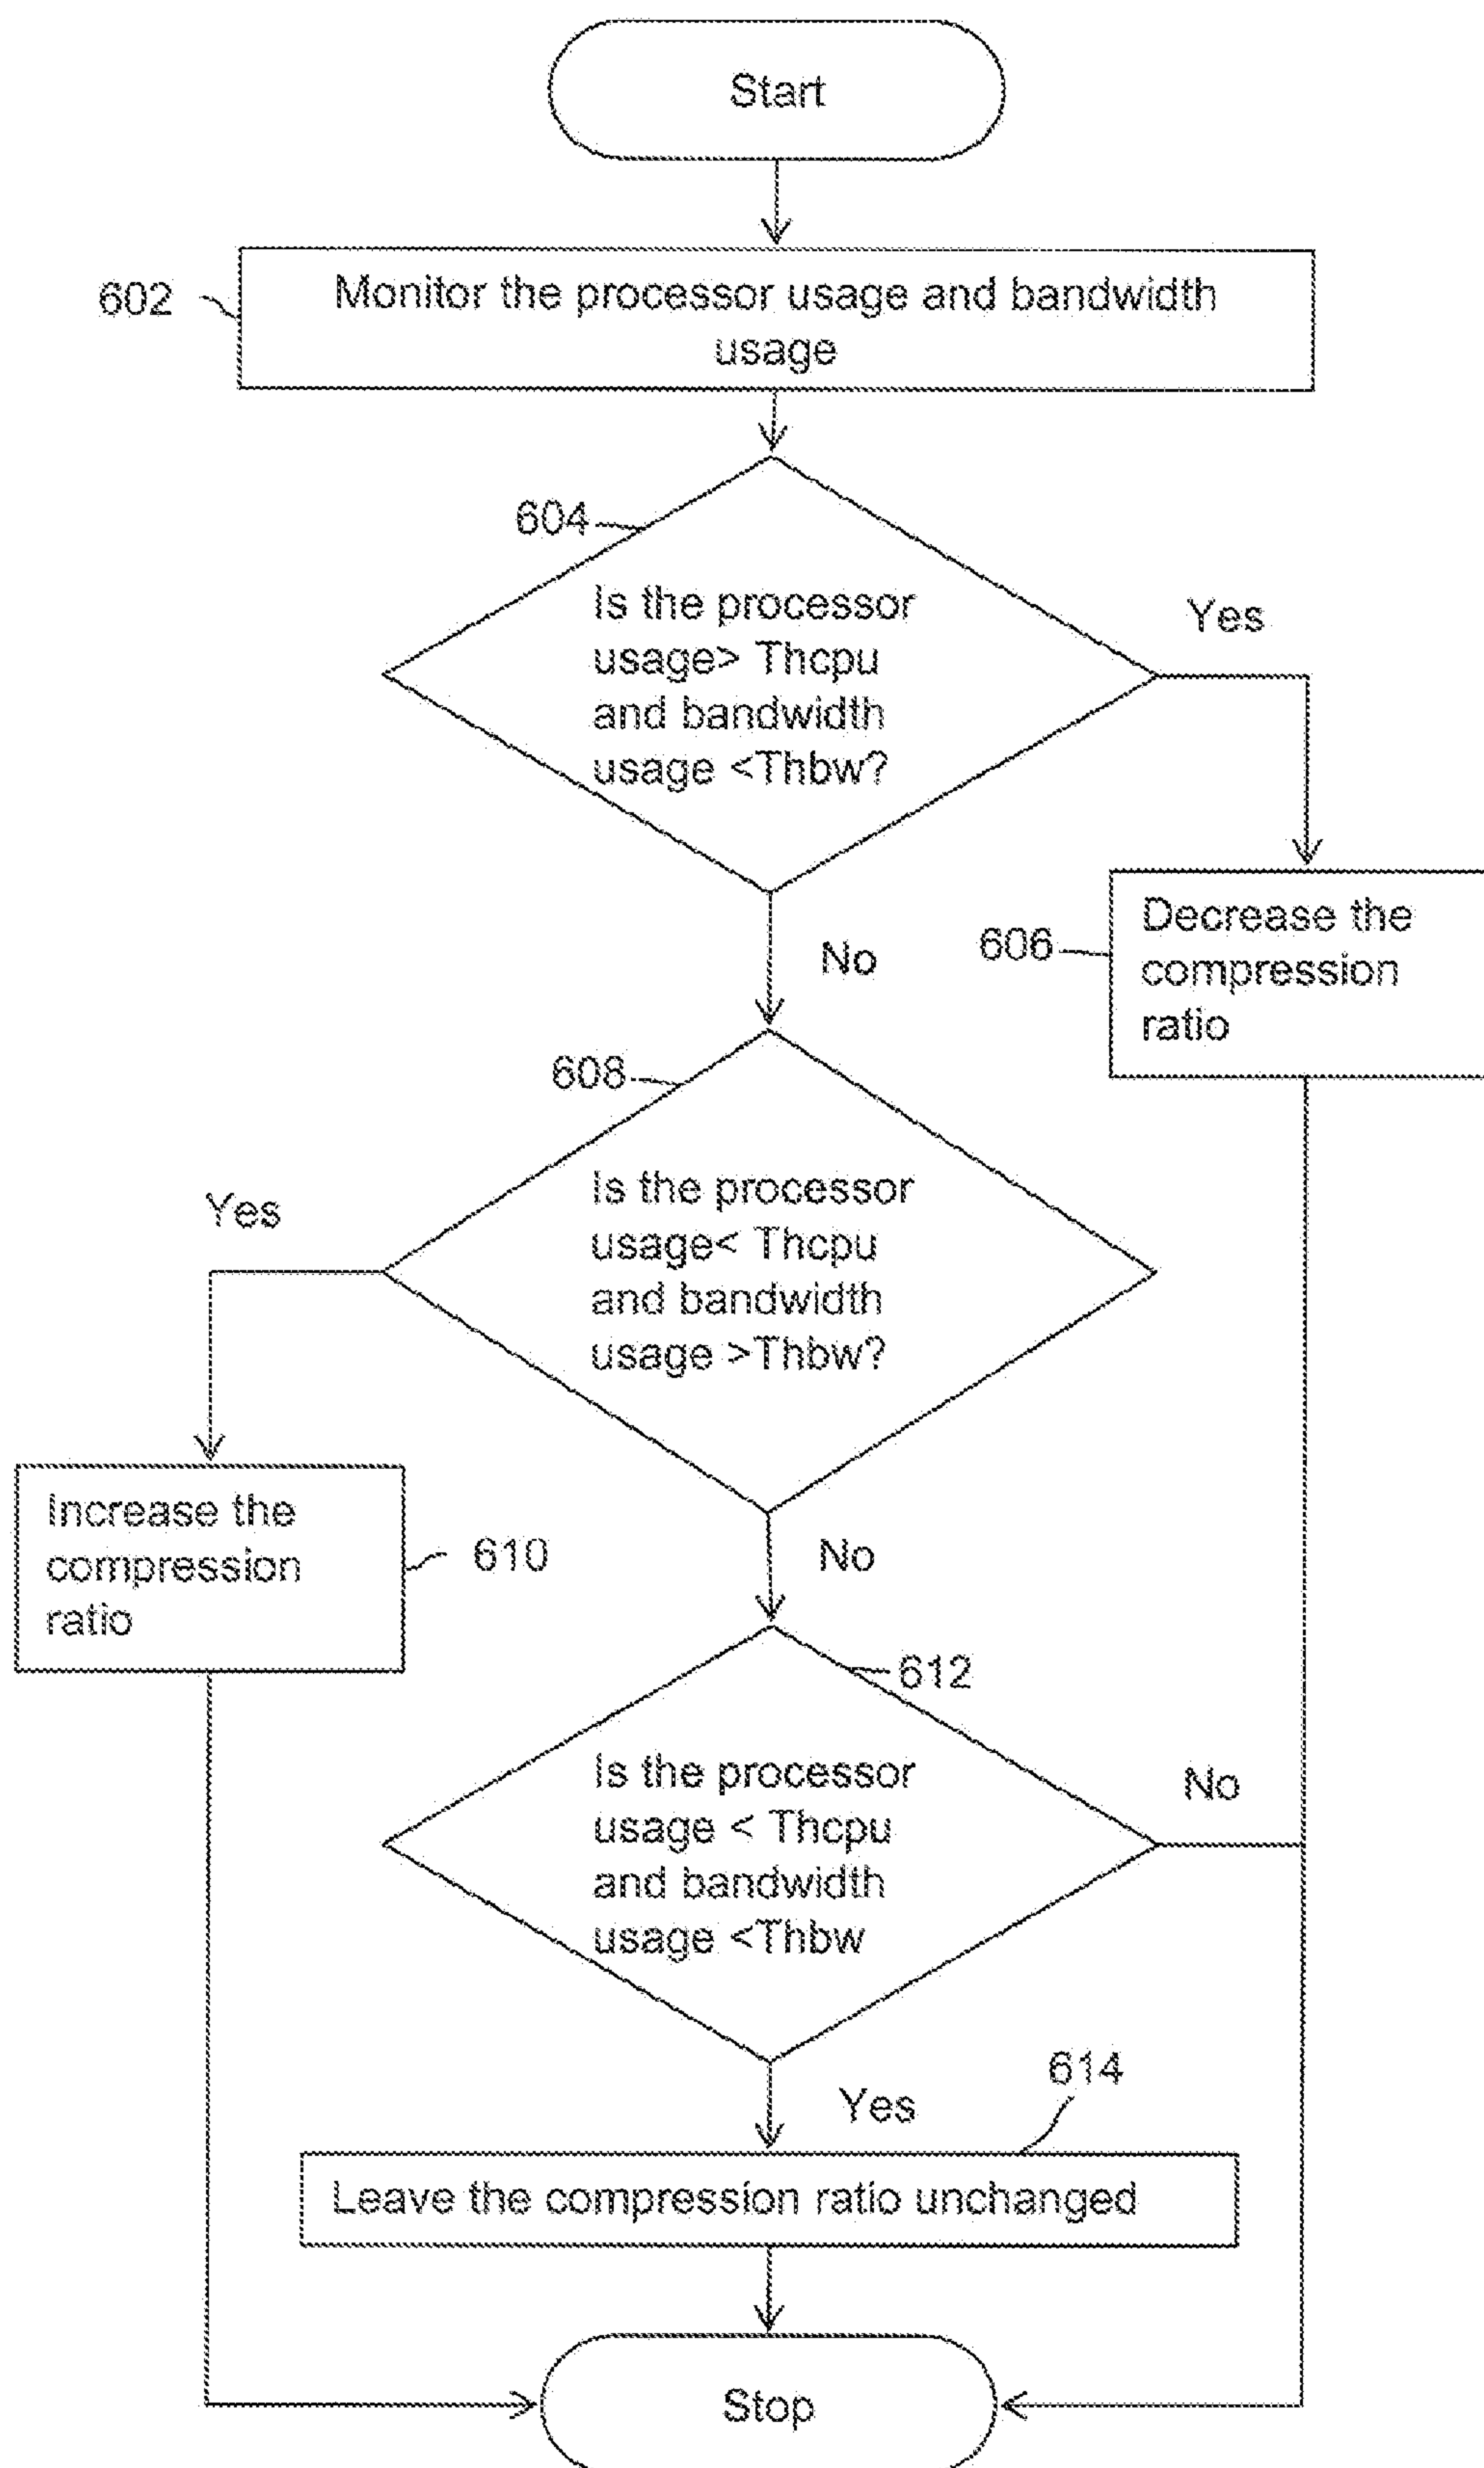 Start
602
Monitor the processor usage and bandwidth
usage
604
Is the processor
usage> Thcpu
and bandwidth
usage <Thbw?
Yes
No
606
Decrease the
compression
ratio
608
Is the processor
usage< Thcpu
and bandwidth
usage >Thbw?
Yes
No
Increase the
compression
ratio
610
612
Is the processor
usage < Thcpu
and bandwidth
usage <Thbw
No
Yes
614
Leave the compression ratio unchanged
Stop